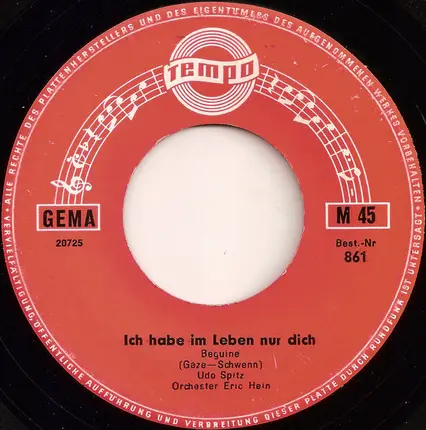 ALLE RECHTE DES PLATTENHERSTELLERS UND DES EIGENTÜMERS DES AUFGENOMMENEN WERKES VORBEHALTEN • VERVIELFÄLTIGUNG, ÖFFENTLICHE AUFFÜHRUNG UND VERBREITUNG DIESER PLATTE DURCH RUNDFUNK IST UNTERSAGT •
Tempo
GEMA
M 45
20725
Best.-Nr
861
Ich habe im Leben nur dich
Beguine
(Gaze—Schwenn)
Udo Spitz
Orchester Eric Hein